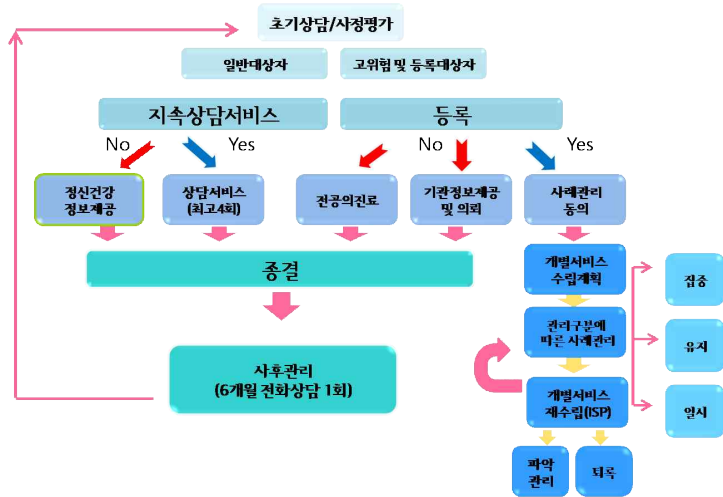 초기상담/사정평가
일반대상자
고위험 및 등록대상자
지속상담서비스
등록
No
Yes
No
Yes
정신건강
정보제공
상담서비스
(최고4회)
전공의진료
기관정보제공
및 의뢰
사례관리
동의
종결
개별서비스
수립계획
집중
관리구분에
따른 사례관리
유지
사후관리
(6개월 전화상담 1회)
개별서비스
재수립(ISP)
일시
파악
관리
퇴록